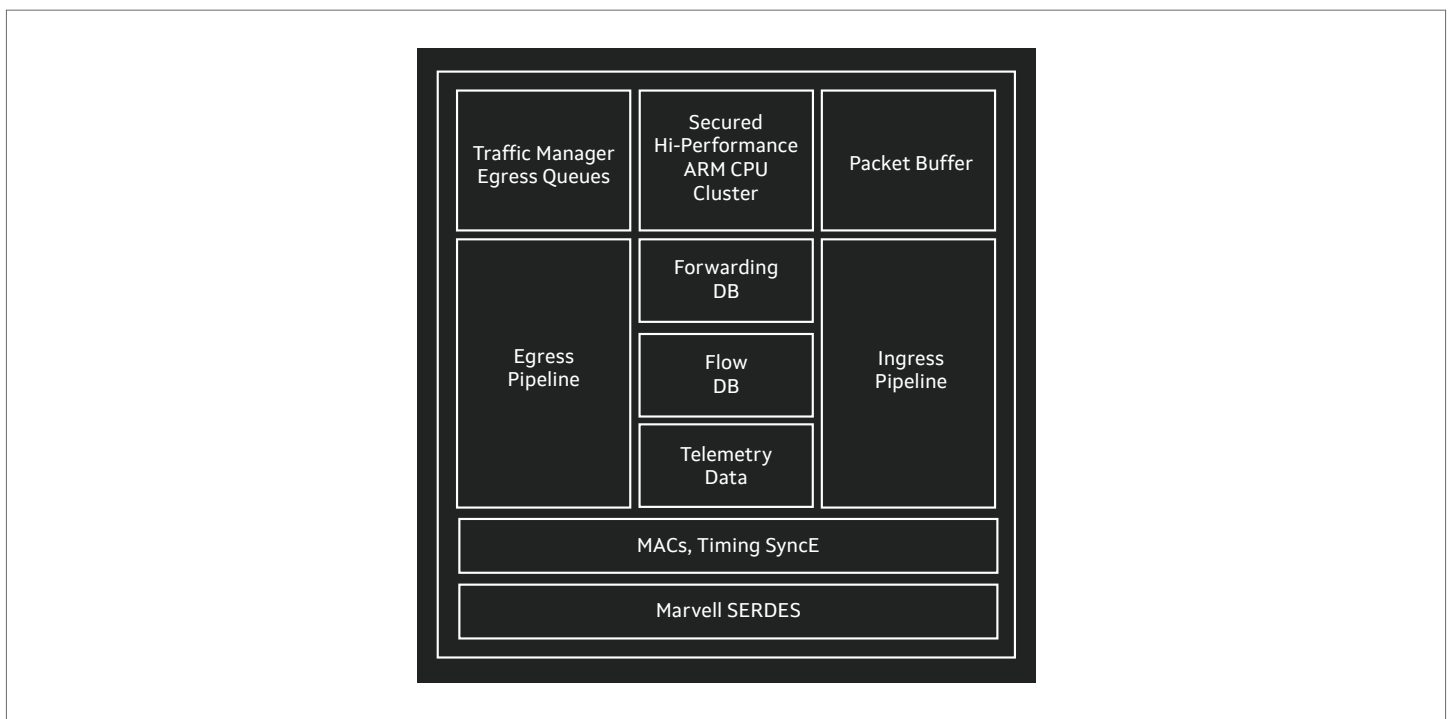 Traffic Manager
Egress Queues
Secured
Hi-Performance
ARM CPU
Cluster
Packet Buffer
Egress
Pipeline
Forwarding
DB
Flow
DB
Telemetry
Data
Ingress
Pipeline
MACs, Timing SyncE
Marvell SERDES